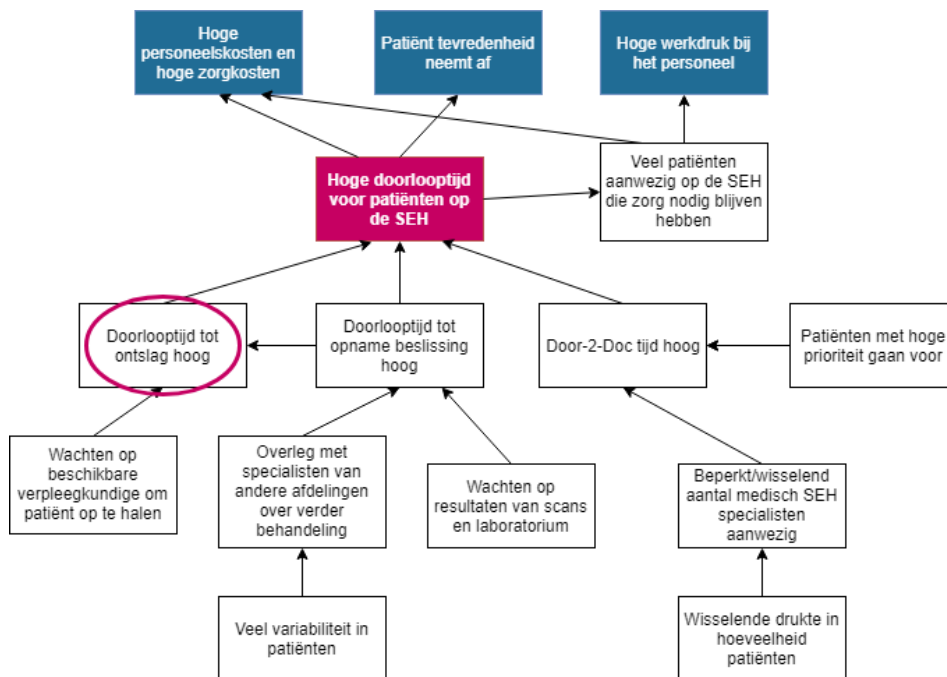 Hoge
personeelskosten en
hoge zorgkosten
Patiënt tevredenheid
neemt af
Hoge werkdruk bij
het personeel
Hoge doorlooptijd
voor patiënten op
de SEH
Veel patiënten
aanwezig op de SEH
die zorg nodig blijven
hebben
Doorlooptijd tot
ontslag hoog
Doorlooptijd tot
opname beslissing
hoog
Door-2-Doc tijd hoog
Patiënten met hoge
prioriteit gaan voor
Wachten op
beschikbare
verpleegkundige om
patiënt op te halen
Overleg met
specialisten van
andere afdelingen
over verder
behandeling
Wachten op
resultaten van scans
en laboratorium
Beperkt/wisselend
aantal medisch SEH
specialisten
aanwezig
Veel variabiliteit in
patiënten
Wisselende drukte in
hoeveelheid
patiënten